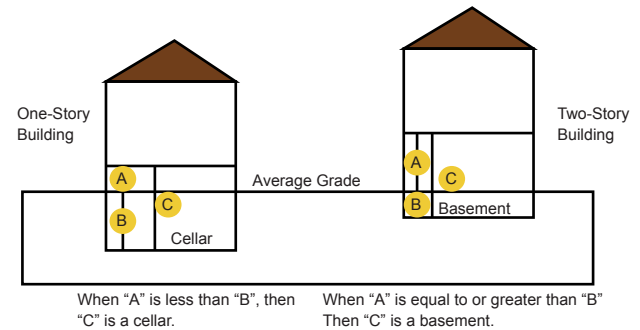 One-Story
Building
Two-Story
Building
A
A
Average Grade
C
C
B
B
Basement
Cellar
When “A” is less than “B”, then
“C” is a cellar.
When “A” is equal to or greater than “B”
Then “C” is a basement.